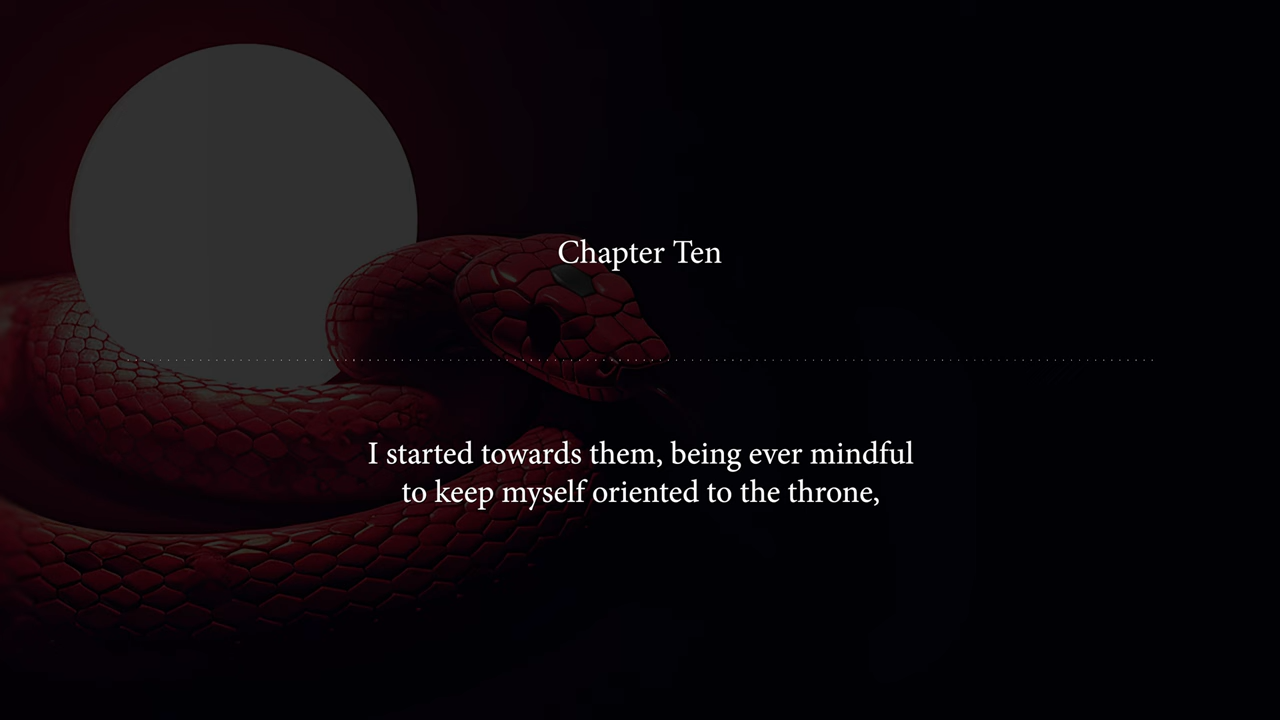 Chapter Ten
I started towards them, being ever mindful
to keep myself oriented to the throne,